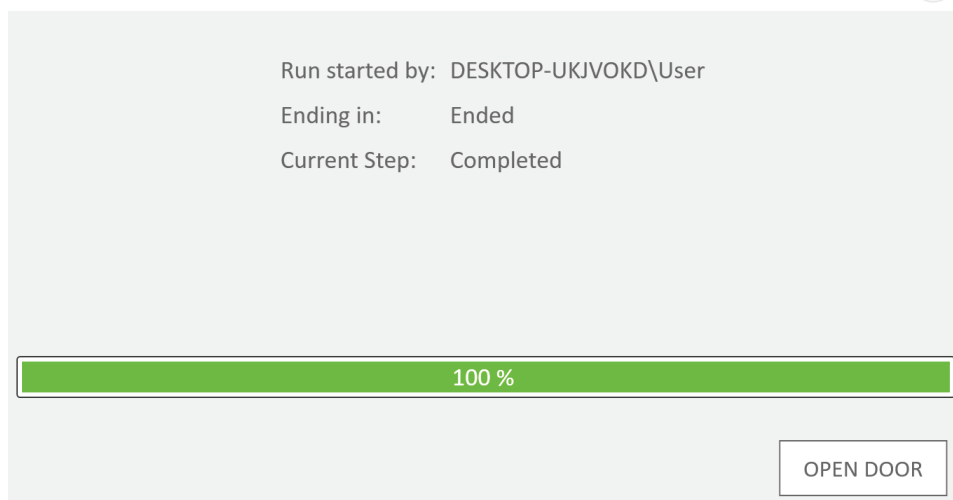 Run started by: DESKTOP-UKJVOKD\User
Ending in: Ended
Current Step: Completed
100 %
OPEN DOOR